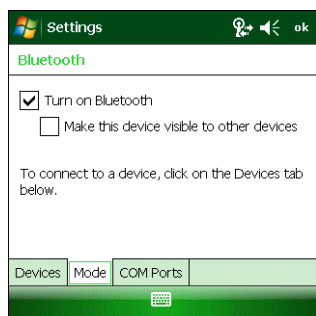 Settings ok
Bluetooth
Turn on Bluetooth
Make this device visible to other devices
To connect to a device, click on the Devices tab
below.
Devices Mode COM Ports